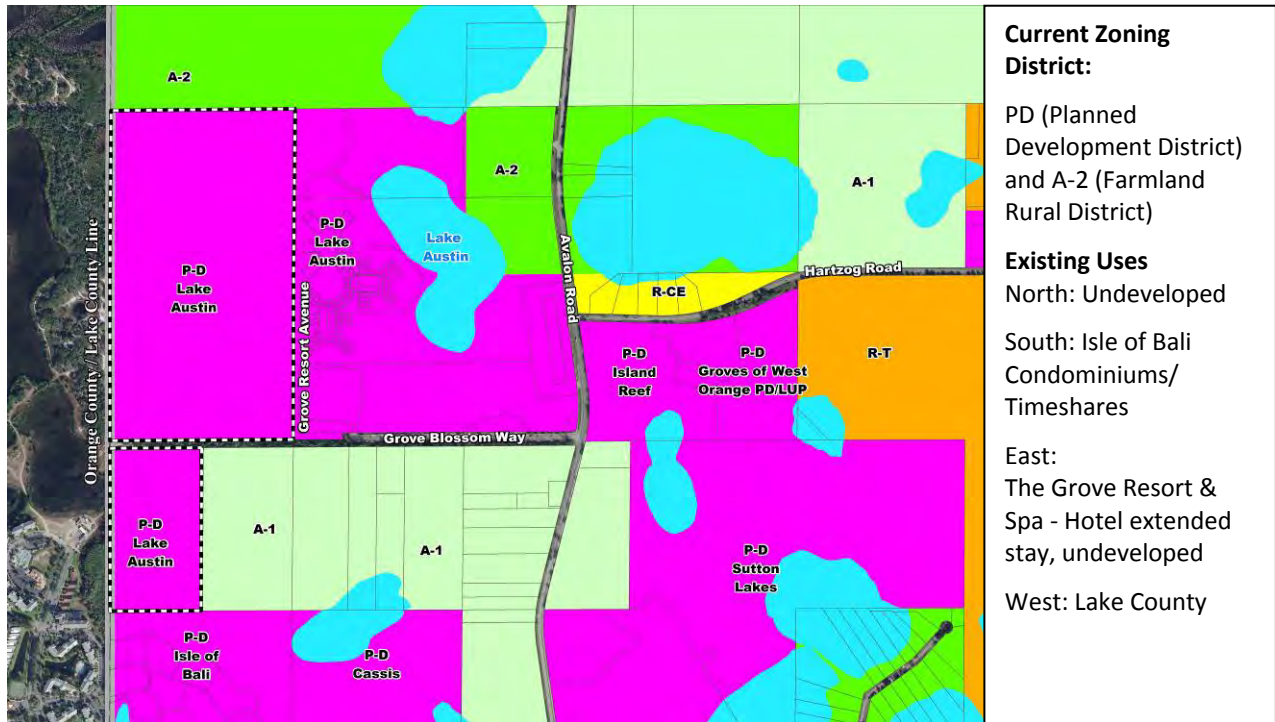 A-2
A-2
A-1
P-D
Lake
Austin
Lake
Austin
P-D
Lake
Austin
Orange County / Lake County Line
Grove Resort Avenue
Avalon Road
Hartzog Road
R-CE
P-D
Island
Reef
P-D
Groves of West
Orange PD/LUP
R-T
Grove Blossom Way
P-D
Lake
Austin
A-1
A-1
P-D
Sutton
Lakes
P-D
Isle of
Bali
P-D
Cassis
Current Zoning
District:
PD (Planned
Development District)
and A-2 (Farmland
Rural District)
Existing Uses
North: Undeveloped
South: Isle of Bali
Condominiums/
Timeshares
East:
The Grove Resort &
Spa - Hotel extended
stay, undeveloped
West: Lake County